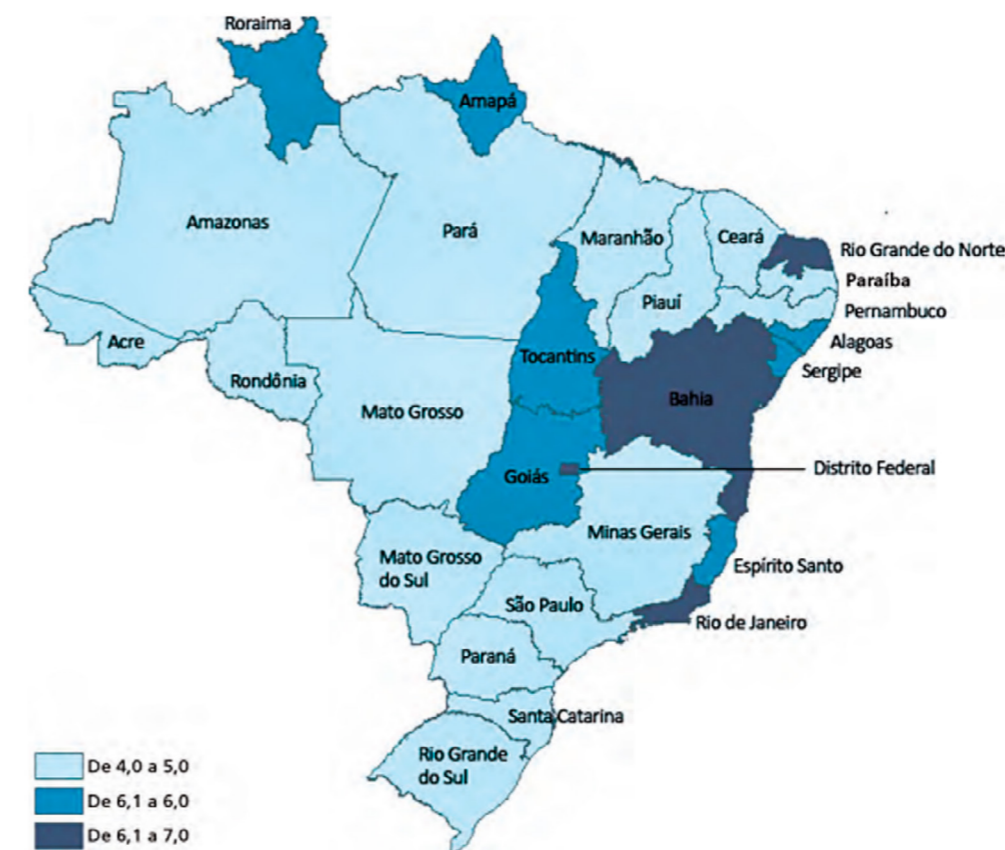 Roraima
Amapá
Amazonas
Pará
Maranhão
Ceará
Rio Grande do Norte
Paraíba
Piauí
Pernambuco
Acre
Alagoas
Tocantins
Sergipe
Rondônia
Mato Grosso
Bahia
Goiás
Distrito Federal
Minas Gerais
Mato Grosso
do Sul
Espírito Santo
São Paulo
Rio de Janeiro
Paraná
Santa Catarina
Rio Grande
do Sul
De 4,0 a 5,0
De 6,1 a 6,0
De 6,1 a 7,0